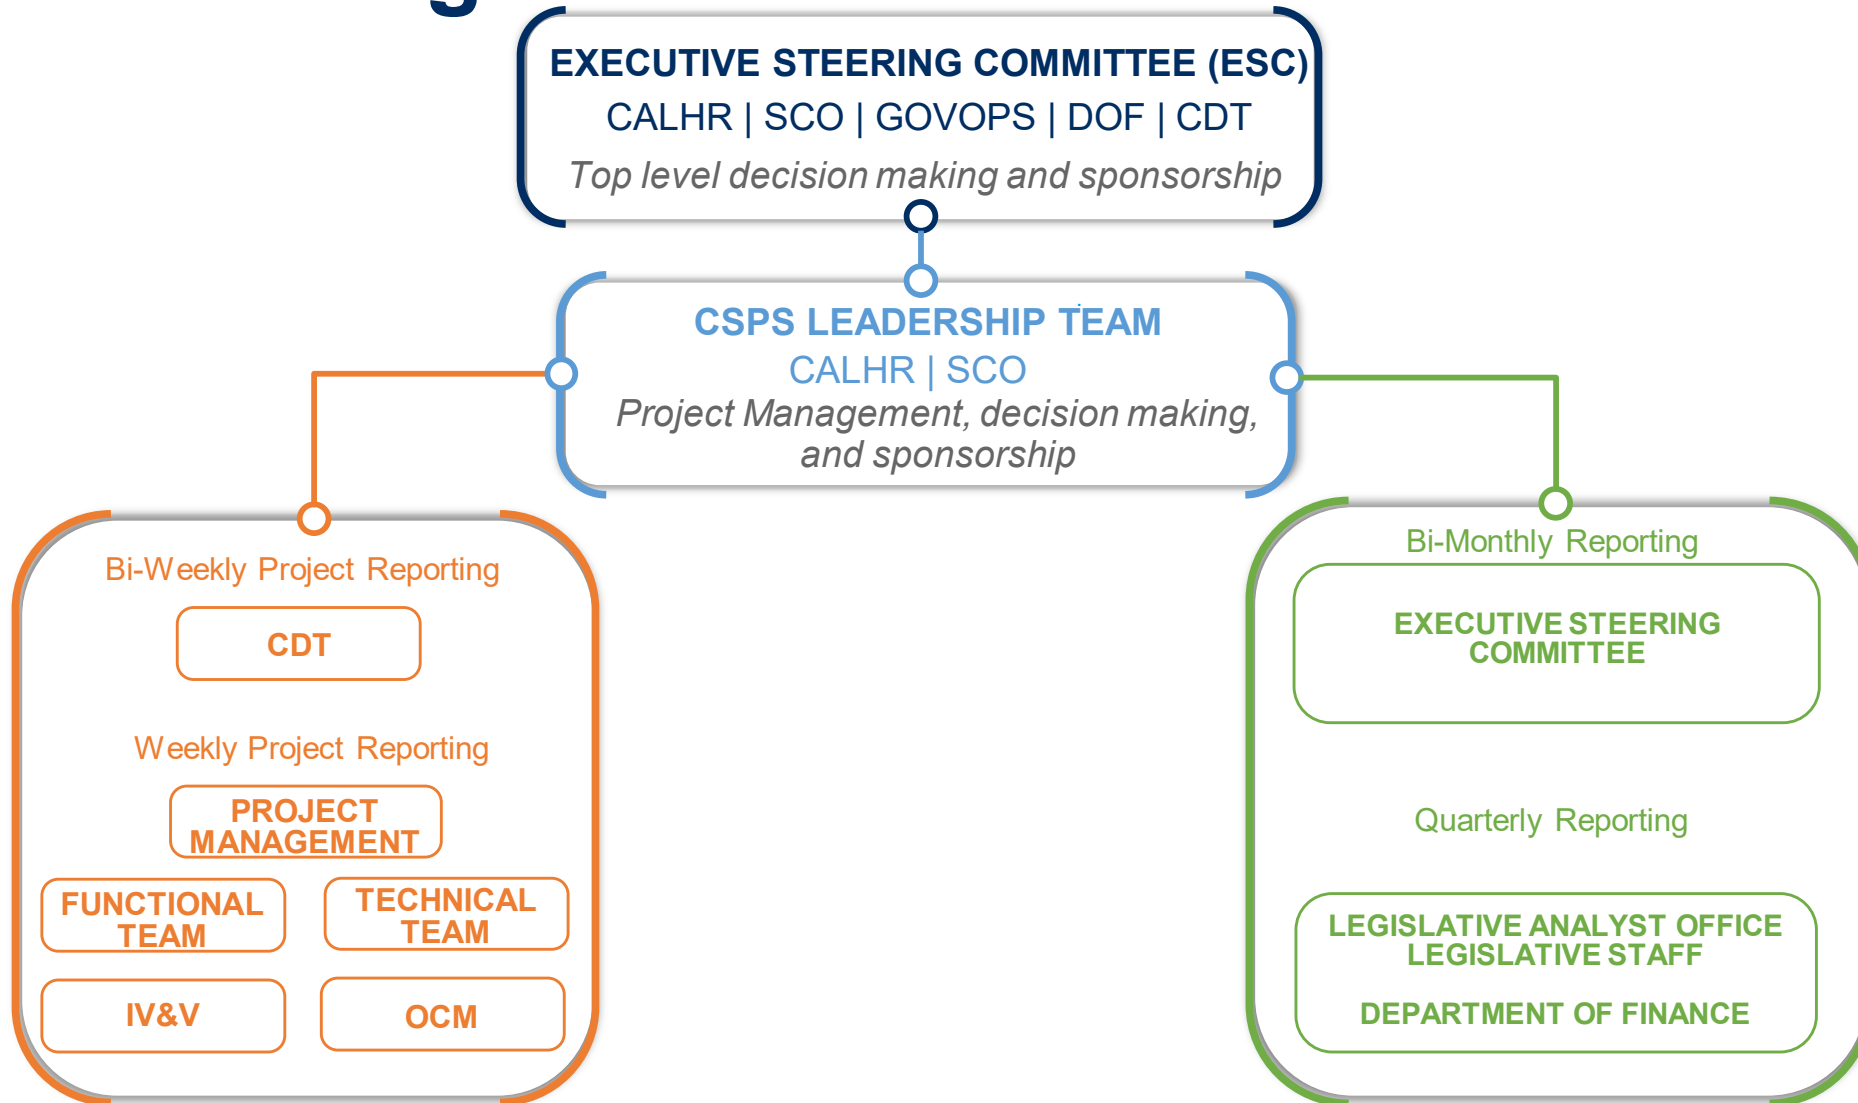 EXECUTIVE STEERING COMMITTEE (ESC)
CALHR | SCO | GOVOPS | DOF | CDT
Top level decision making and sponsorship
CSPS LEADERSHIP TEAM
CALHR | SCO
Project Management, decision making,
and sponsorship
Bi-Weekly Project Reporting
CDT
Weekly Project Reporting
PROJECT
MANAGEMENT
FUNCTIONAL
TEAM
TECHNICAL
TEAM
IV&V
OCM
Bi-Monthly Reporting
EXECUTIVE STEERING
COMMITTEE
Quarterly Reporting
LEGISLATIVE ANALYST OFFICE
LEGISLATIVE STAFF
DEPARTMENT OF FINANCE